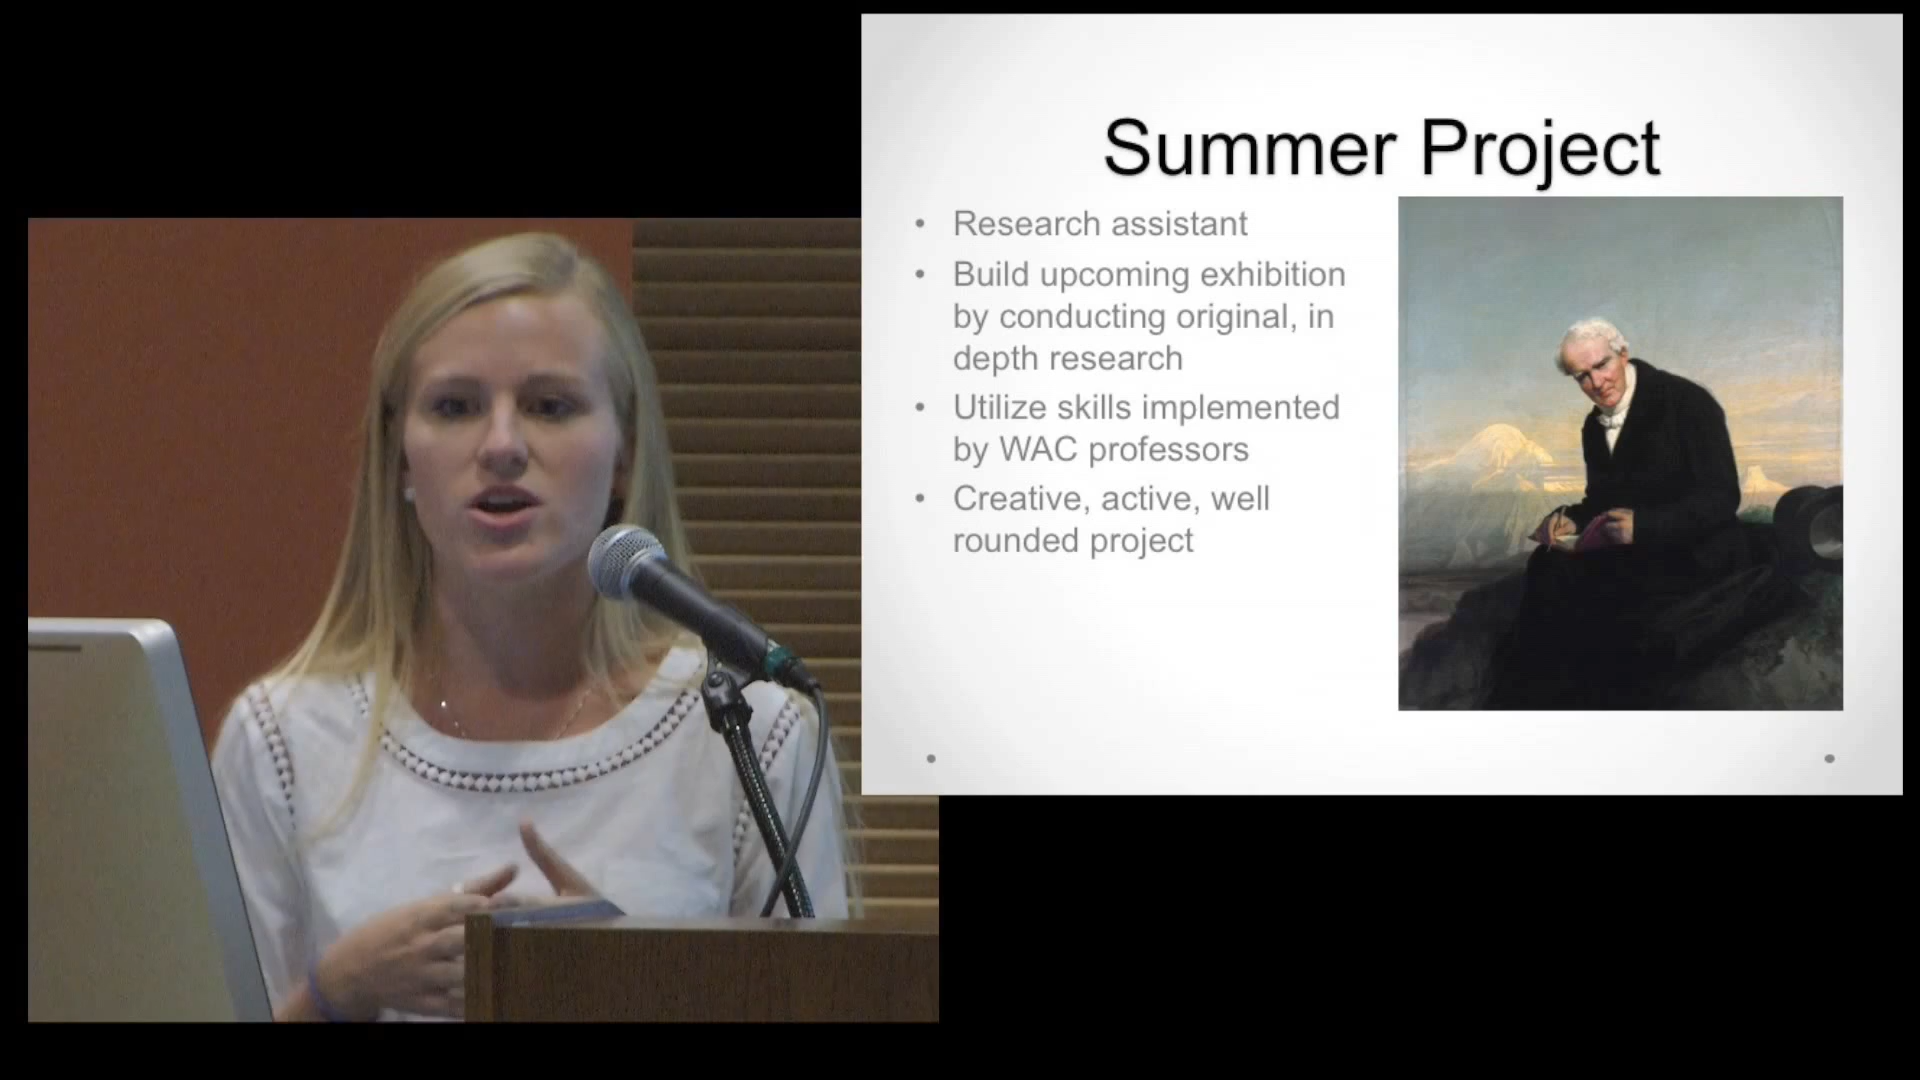 Summer Project
• Research assistant
• Build upcoming exhibition
by conducting original, in
depth research
• Utilize skills implemented
by WAC professors
• Creative, active, well
rounded project